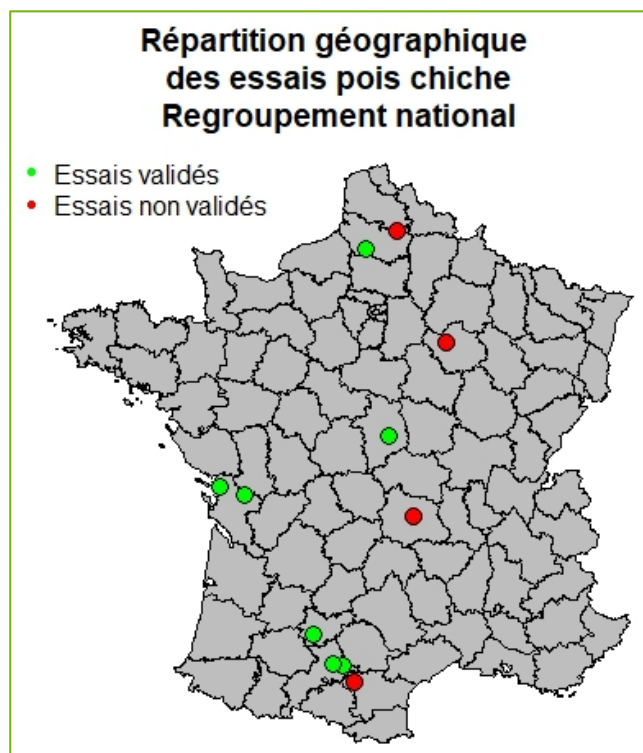 Répartition géographique
des essais pois chiche
Regroupement national
Essais validés
Essais non validés